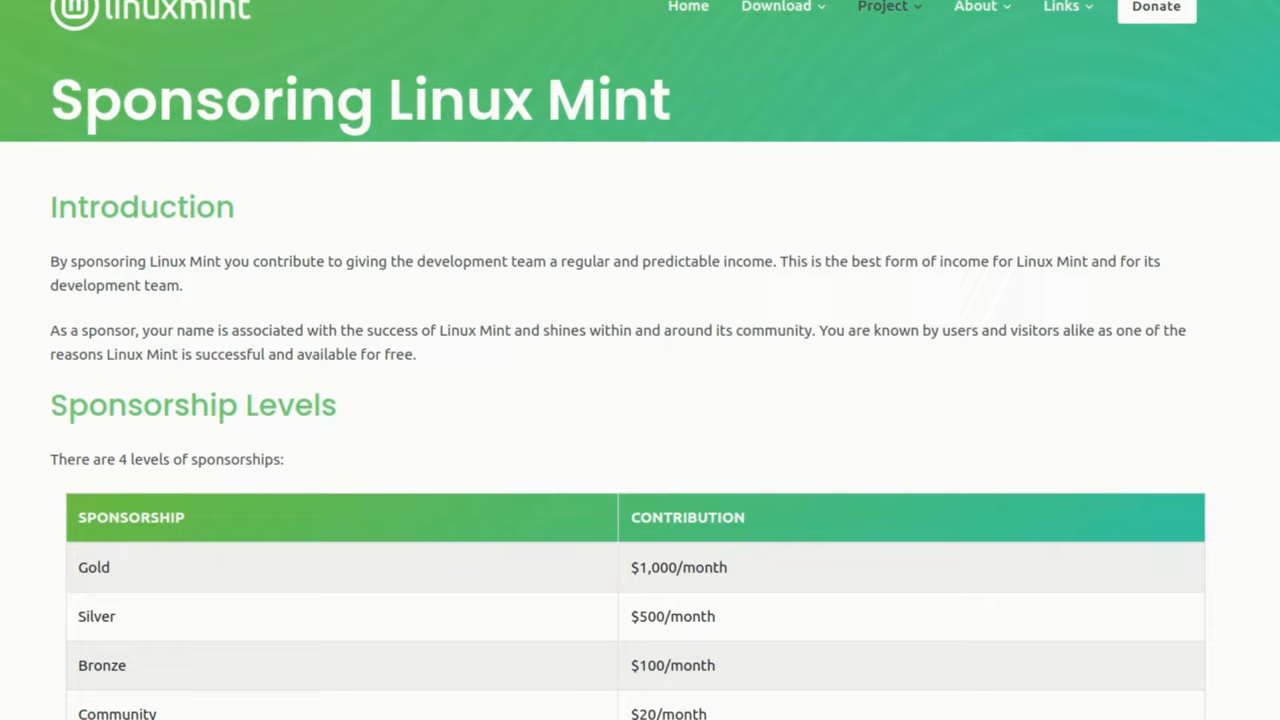 linuxmint
Home Download Project About Links Donate
Sponsoring Linux Mint
Introduction
By sponsoring Linux Mint you contribute to giving the development team a regular and predictable income. This is the best form of income for Linux Mint and for its
development team.
As a sponsor, your name is associated with the success of Linux Mint and shines within and around its community. You are known by users and visitors alike as one of the
reasons Linux Mint is successful and available for free.
Sponsorship Levels
There are 4 levels of sponsorships:
SPONSORSHIP CONTRIBUTION
Gold $1,000/month
Silver $500/month
Bronze $100/month
Community $20/month